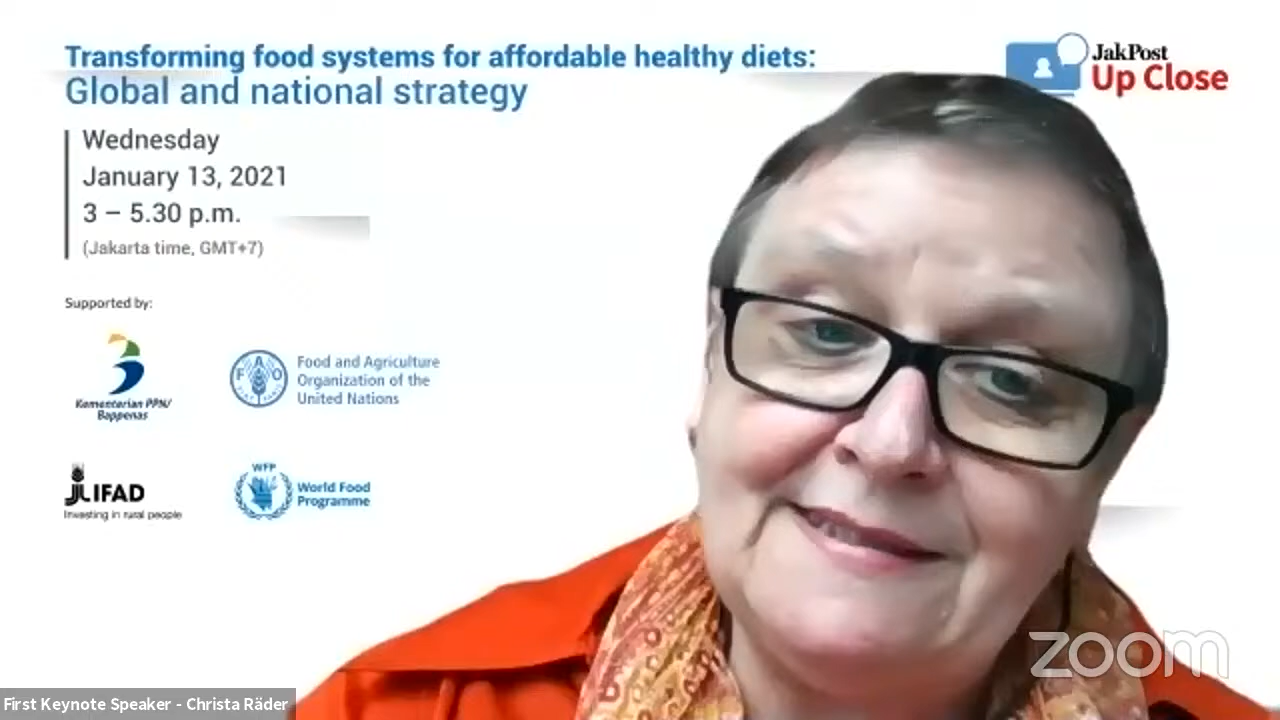 Transforming food systems for affordable healthy diets:
Global and national strategy
JakPost
Up Close
Wednesday
January 13, 2021
3 – 5.30 p.m.
(Jakarta time, GMT+7)
Supported by:
Kementerian PPN/
Bappenas
FAO
Food and Agriculture
Organization of the
United Nations
IFAD
Investing in rural people
WFP
World Food
Programme
zoom
First Keynote Speaker - Christa Räder